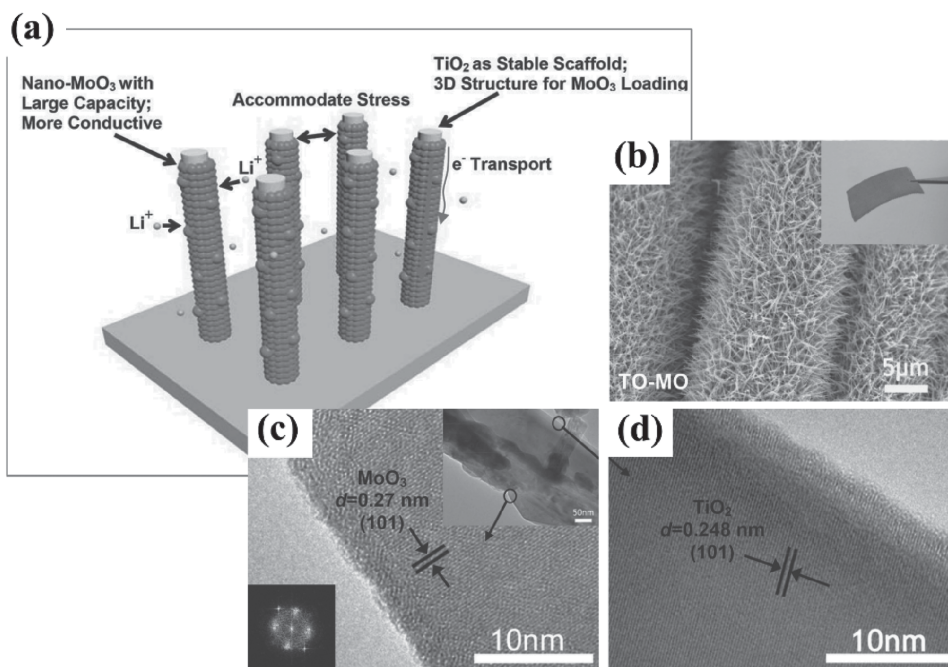 (a)
Nano-MoO₃ with
Large Capacity;
More Conductive
Accommodate Stress
TiO₂ as Stable Scaffold;
3D Structure for MoO₃ Loading
Li⁺
Li⁺
e⁻ Transport
(b)
TO-MO
5μm
(c)
MoO₃
d=0.27 nm
(101)
50nm
10nm
(d)
TiO₂
d=0.248 nm
(101)
10nm